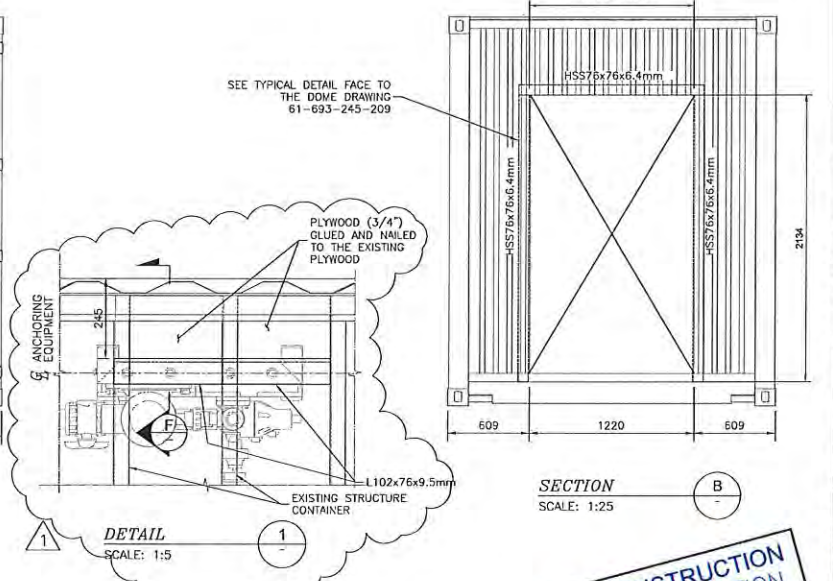 SEE TYPICAL DETAIL FACE TO
THE DOME DRAWING
61-693-245-209
HSS76x76x6.4mm
HSS76x76x6.4mm
HSS76x76x6.4mm
2134
609
1220
609
SECTION
SCALE: 1:25
B
-
PLYWOOD (3/4")
GLUED AND NAILED
TO THE EXISTING
PLYWOOD
245
℄ ANCHORING
EQUIPMENT
F
-
L102x76x9.5mm
EXISTING STRUCTURE
CONTAINER
1
DETAIL
SCALE: 1:5
1
-